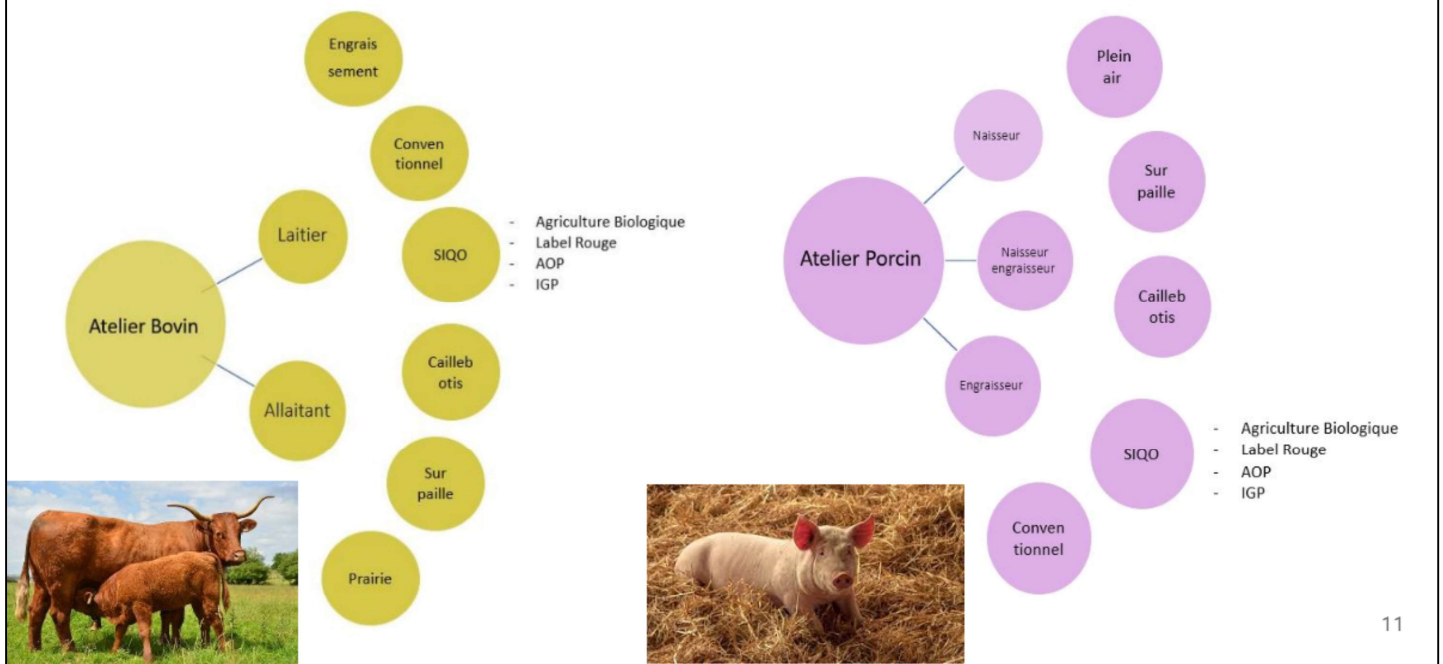 Engrais
sement
Conven
tionnel
Laitier
SIQO
- Agriculture Biologique
- Label Rouge
- AOP
- IGP
Atelier Bovin
Cailleb
otis
Allaitant
Sur
paille
Prairie
Plein
air
Naisseur
Sur
paille
Atelier Porcin
Naisseur
engraisseur
Cailleb
otis
Engraisseur
SIQO
- Agriculture Biologique
- Label Rouge
- AOP
- IGP
Conven
tionnel
11